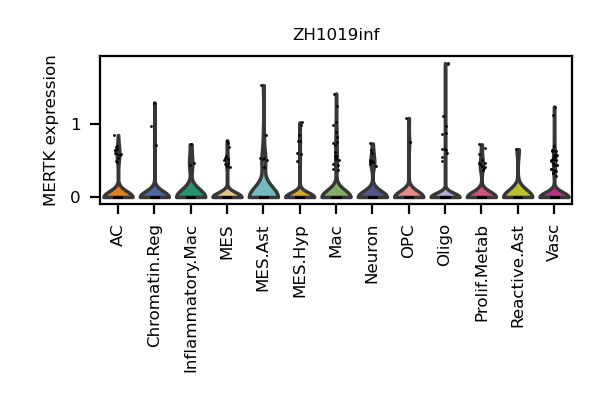 ZH1019inf
MERTK expression
1
0
AC
Chromatin.Reg
Inflammatory.Mac
MES
MES.Ast
MES.Hyp
Mac
Neuron
OPC
Oligo
Prolif.Metab
Reactive.Ast
Vasc